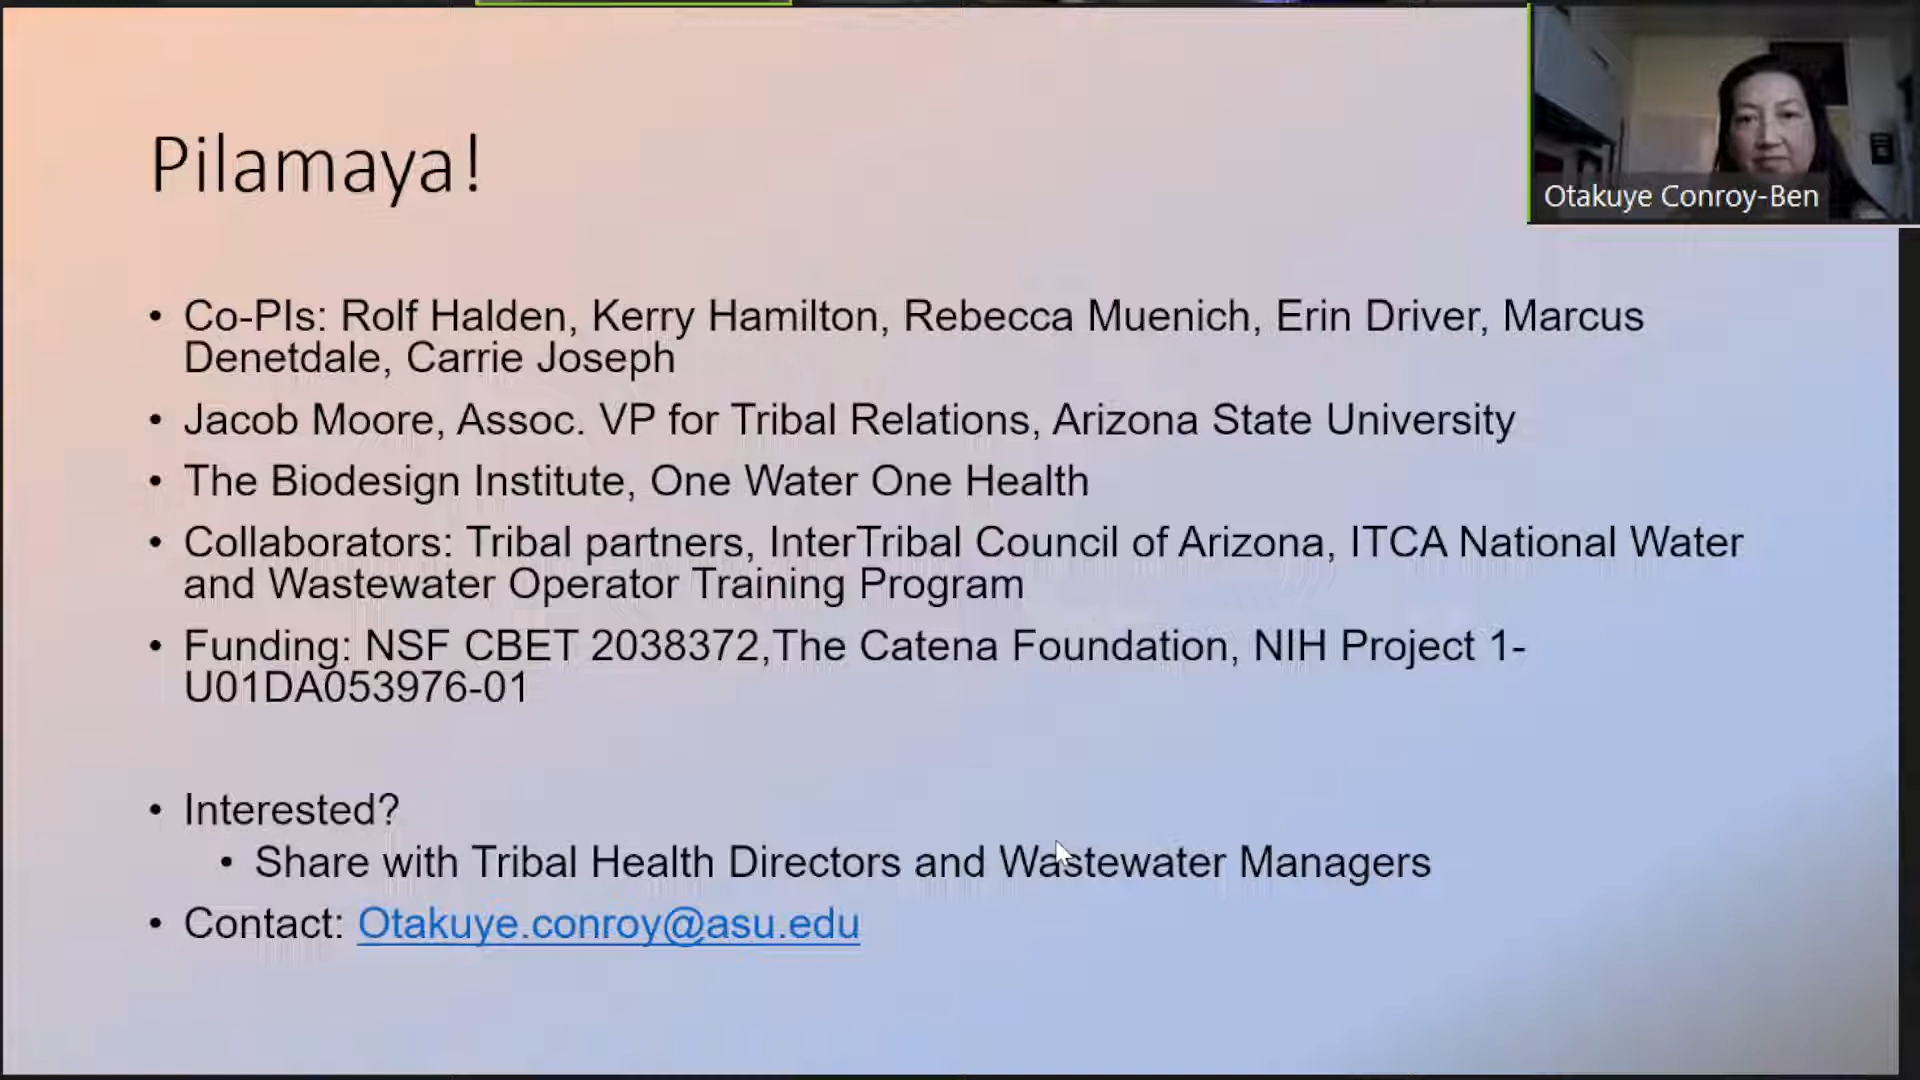 Pilamaya!
Otakuye Conroy-Ben
• Co-PIs: Rolf Halden, Kerry Hamilton, Rebecca Muenich, Erin Driver, Marcus
Denetdale, Carrie Joseph
• Jacob Moore, Assoc. VP for Tribal Relations, Arizona State University
• The Biodesign Institute, One Water One Health
• Collaborators: Tribal partners, InterTribal Council of Arizona, ITCA National Water
and Wastewater Operator Training Program
• Funding: NSF CBET 2038372,The Catena Foundation, NIH Project 1-
U01DA053976-01
• Interested?
• Share with Tribal Health Directors and Wastewater Managers
• Contact: Otakuye.conroy@asu.edu